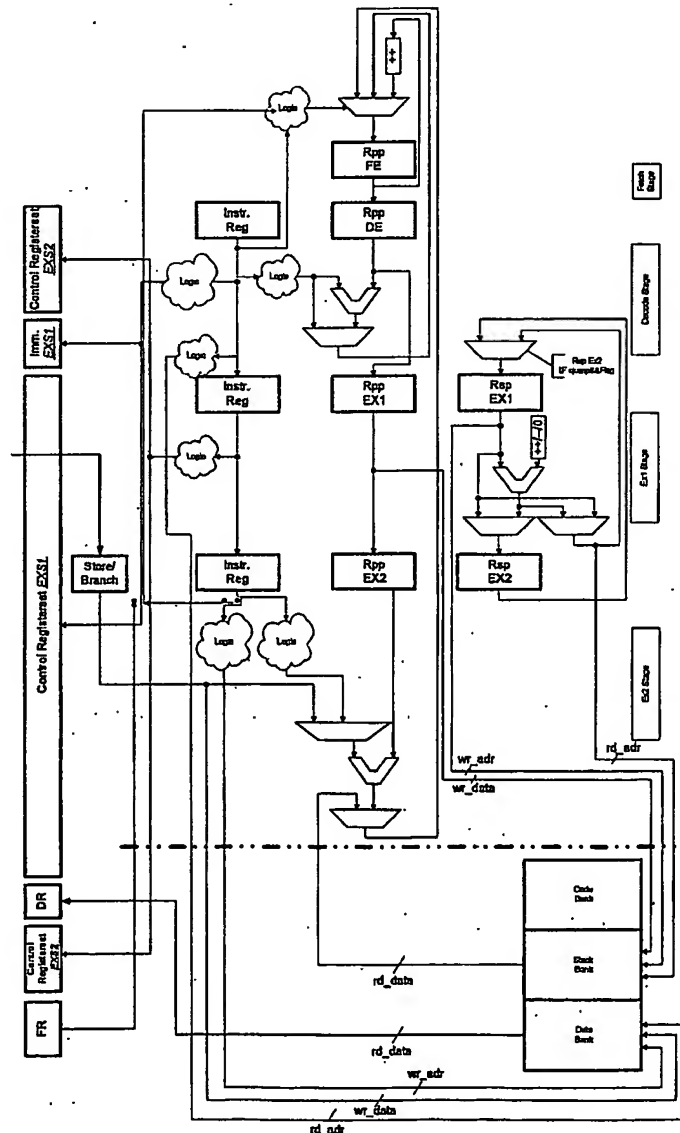 ++
Logic
Rpp
FE
Fetch
Stage
Instr.
Reg
Rpp
DE
Control Registerset
EXS2
Logic
Logic
Decode Stage
Imm.
EXS1
Logic
Rsp Ex2
Instr.
Reg
Rpp
EX1
Rsp
EX1
++/--/0
Ex1 Stage
Logic
Control Registerset EXS1
Store/
Branch
Instr.
Reg
Rpp
EX2
Rsp
EX2
Logic
Logic
Ex2 Stage
rd_adr
wr_adr
wr_data
DR
Code
Bank
Control
Registerset
EXS2
Stack
Bank
rd_data
FR
Data
Bank
rd_data
wr_adr
wr_data
rd_adr